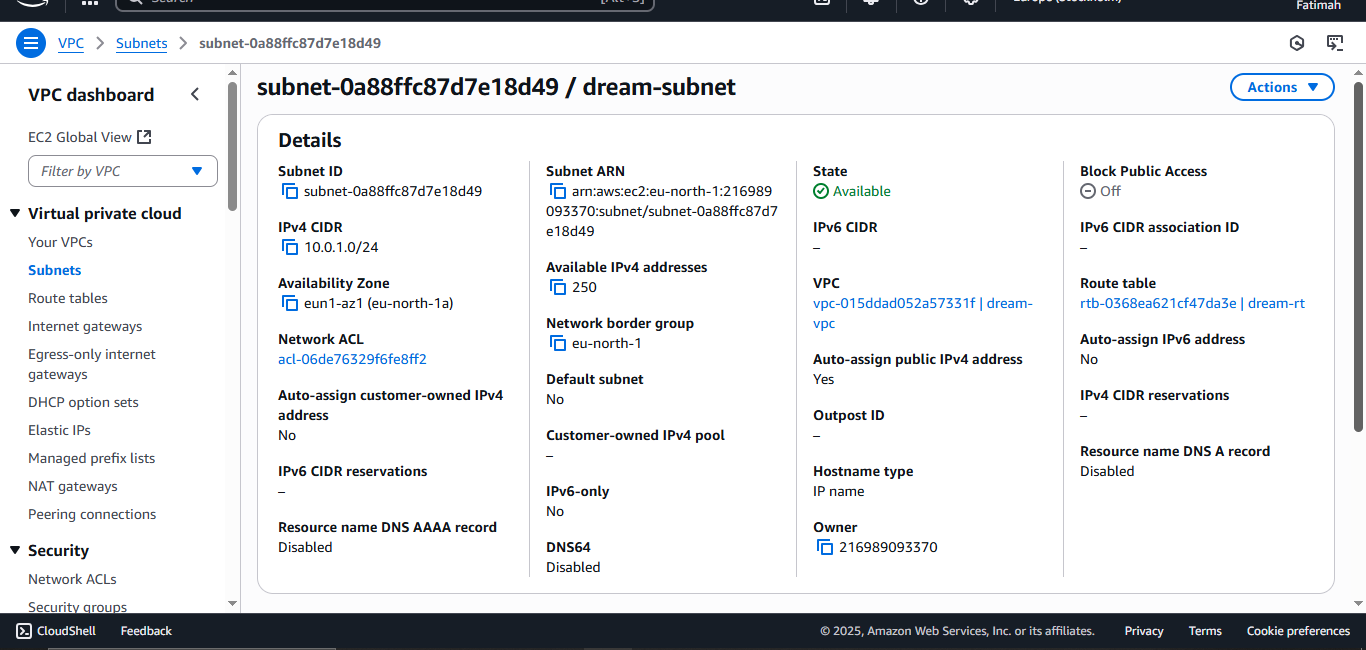 Search
[Alt+S]
Europe (Stockholm)
Fatimah
VPC
Subnets
subnet-0a88ffc87d7e18d49
VPC dashboard
EC2 Global View
Filter by VPC
Virtual private cloud
Your VPCs
Subnets
Route tables
Internet gateways
Egress-only internet
gateways
DHCP option sets
Elastic IPs
Managed prefix lists
NAT gateways
Peering connections
Security
Network ACLs
Security groups
subnet-0a88ffc87d7e18d49 / dream-subnet
Actions
Details
Subnet ID
subnet-0a88ffc87d7e18d49
IPv4 CIDR
10.0.1.0/24
Availability Zone
eun1-az1 (eu-north-1a)
Network ACL
acl-06de76329f6fe8ff2
Auto-assign customer-owned IPv4
address
No
IPv6 CIDR reservations
–
Resource name DNS AAAA record
Disabled
Subnet ARN
arn:aws:ec2:eu-north-1:216989
093370:subnet/subnet-0a88ffc87d7
e18d49
Available IPv4 addresses
250
Network border group
eu-north-1
Default subnet
No
Customer-owned IPv4 pool
–
IPv6-only
No
DNS64
Disabled
State
Available
IPv6 CIDR
–
VPC
vpc-015ddad052a57331f | dream-
vpc
Auto-assign public IPv4 address
Yes
Outpost ID
–
Hostname type
IP name
Owner
216989093370
Block Public Access
Off
IPv6 CIDR association ID
–
Route table
rtb-0368ea621cf47da3e | dream-rt
Auto-assign IPv6 address
No
IPv4 CIDR reservations
–
Resource name DNS A record
Disabled
CloudShell
Feedback
© 2025, Amazon Web Services, Inc. or its affiliates.
Privacy
Terms
Cookie preferences